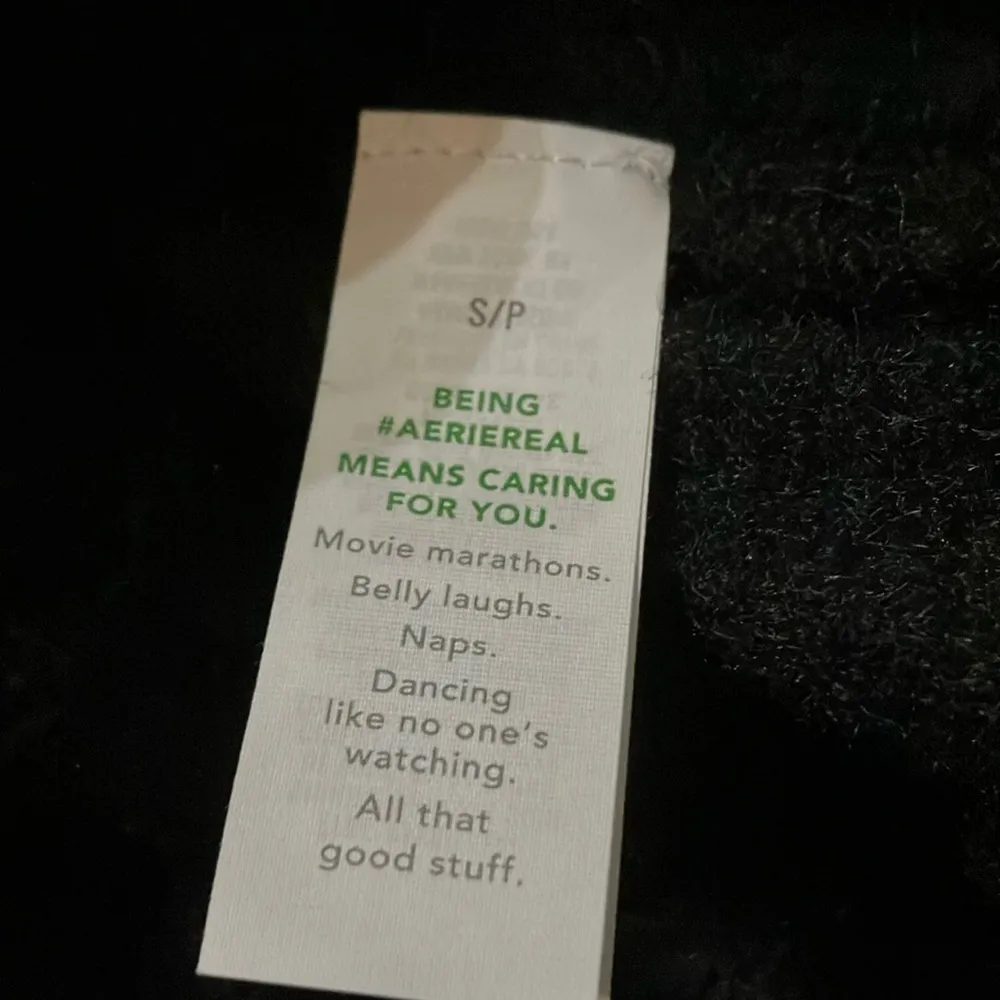 S/P
BEING
#AERIEREAL
MEANS CARING
FOR YOU.
Movie marathons.
Belly laughs.
Naps.
Dancing
like no one's
watching.
All that
good stuff.